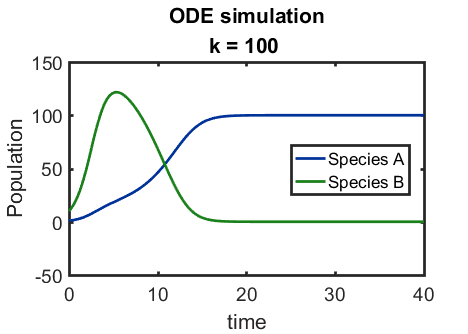 ODE simulation
k = 100
150
100
50
0
-50
Population
Species A
Species B
0 10 20 30 40
time